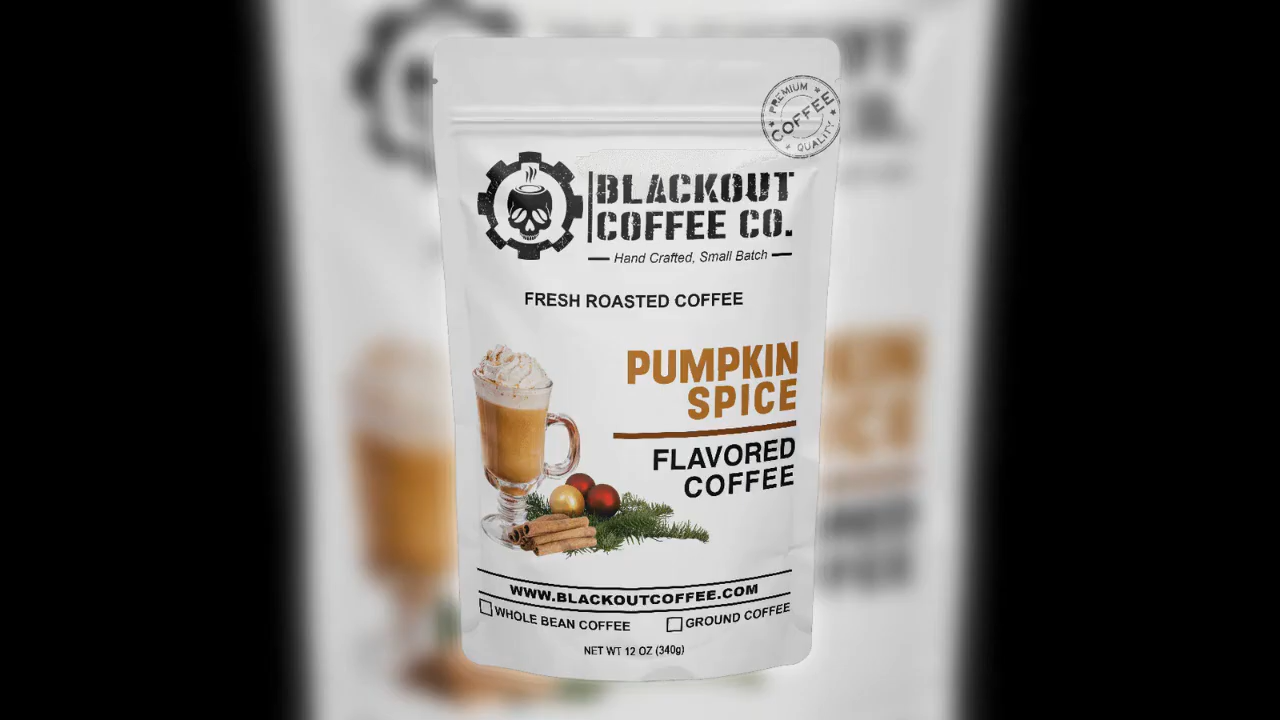 PREMIUM
COFFEE
QUALITY
BLACKOUT
COFFEE CO.
Hand Crafted, Small Batch
FRESH ROASTED COFFEE
PUMPKIN
SPICE
FLAVORED
COFFEE
WWW.BLACKOUTCOFFEE.COM
WHOLE BEAN COFFEE
GROUND COFFEE
NET WT 12 OZ (340g)